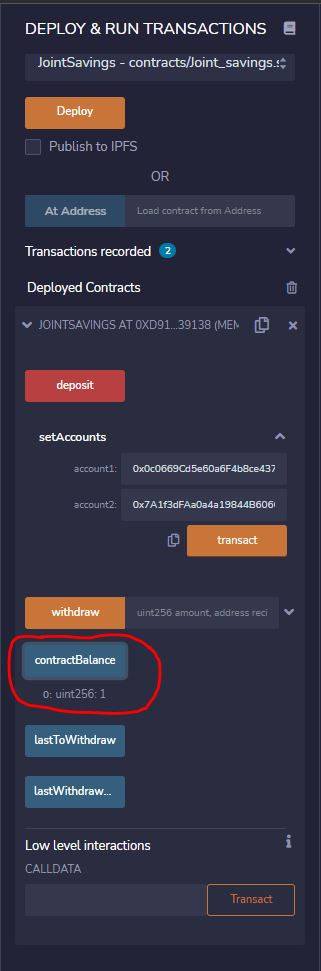 DEPLOY & RUN TRANSACTIONS
JointSavings - contracts/Joint_savings.s
Deploy
Publish to IPFS
OR
At Address
Load contract from Address
Transactions recorded 2
Deployed Contracts
JOINTSAVINGS AT 0XD91...39138 (MEM
deposit
setAccounts
account1: 0x0c0669Cd5e60a6F4b8ce437
account2: 0x7A1f3dFAa0a4a19844B606
transact
withdraw
uint256 amount, address reci
contractBalance
0: uint256: 1
lastToWithdraw
lastWithdraw...
Low level interactions
i
CALLDATA
Transact